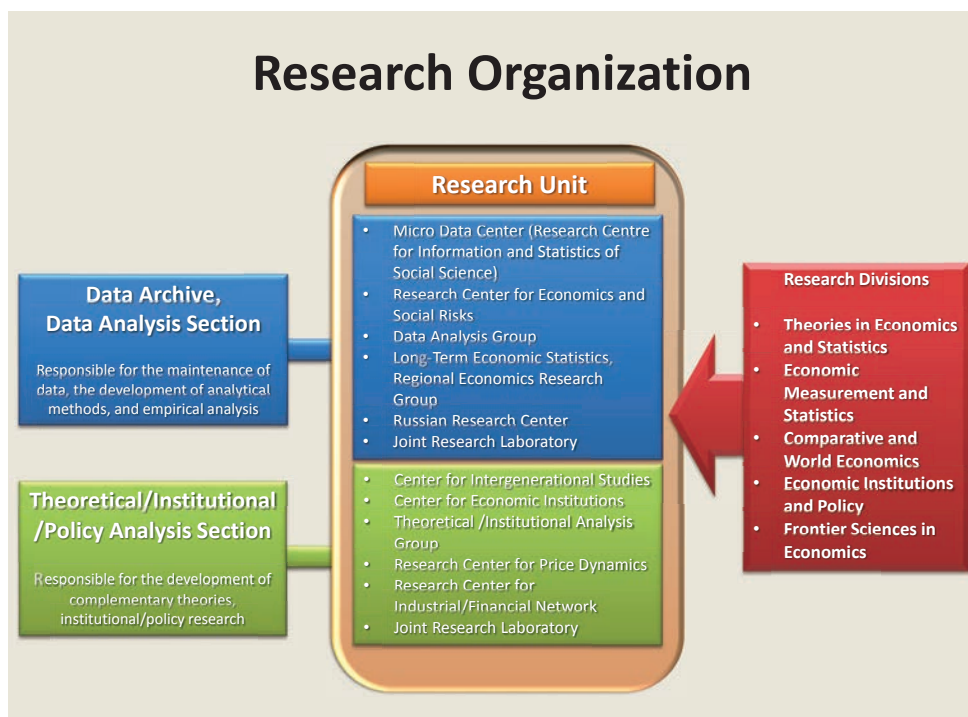 Research Organization
Research Unit
• Micro Data Center (Research Centre
for Information and Statistics of
Social Science)
• Research Center for Economics and
Social Risks
• Data Analysis Group
• Long-Term Economic Statistics,
Regional Economics Research
Group
• Russian Research Center
• Joint Research Laboratory
• Center for Intergenerational Studies
• Center for Economic Institutions
• Theoretical /Institutional Analysis
Group
• Research Center for Price Dynamics
• Research Center for
Industrial/Financial Network
• Joint Research Laboratory
Data Archive,
Data Analysis Section
Responsible for the maintenance of
data, the development of analytical
methods, and empirical analysis
Theoretical/Institutional
/Policy Analysis Section
Responsible for the development of
complementary theories,
institutional/policy research
Research Divisions
• Theories in Economics
and Statistics
• Economic
Measurement and
Statistics
• Comparative and
World Economics
• Economic Institutions
and Policy
• Frontier Sciences in
Economics